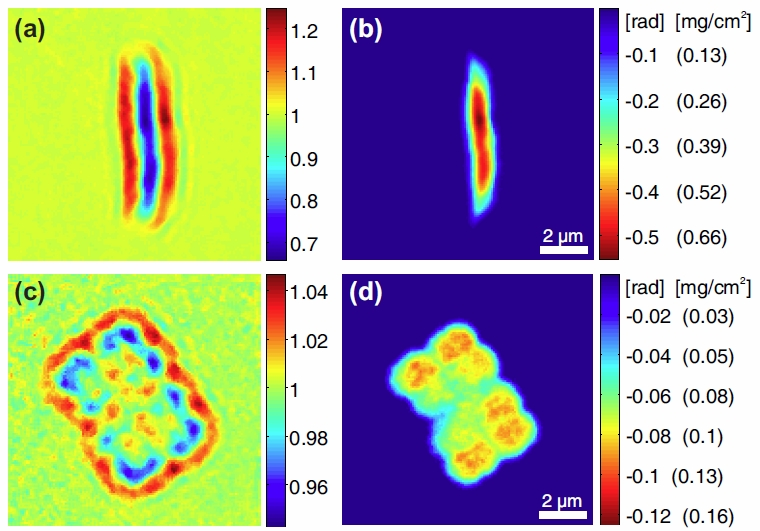 (a)
1.2
1.1
1
0.9
0.8
0.7
(b)
2 µm
[rad] [mg/cm²]
-0.1 (0.13)
-0.2 (0.26)
-0.3 (0.39)
-0.4 (0.52)
-0.5 (0.66)
(c)
1.04
1.02
1
0.98
0.96
(d)
2 µm
[rad] [mg/cm²]
-0.02 (0.03)
-0.04 (0.05)
-0.06 (0.08)
-0.08 (0.1)
-0.1 (0.13)
-0.12 (0.16)